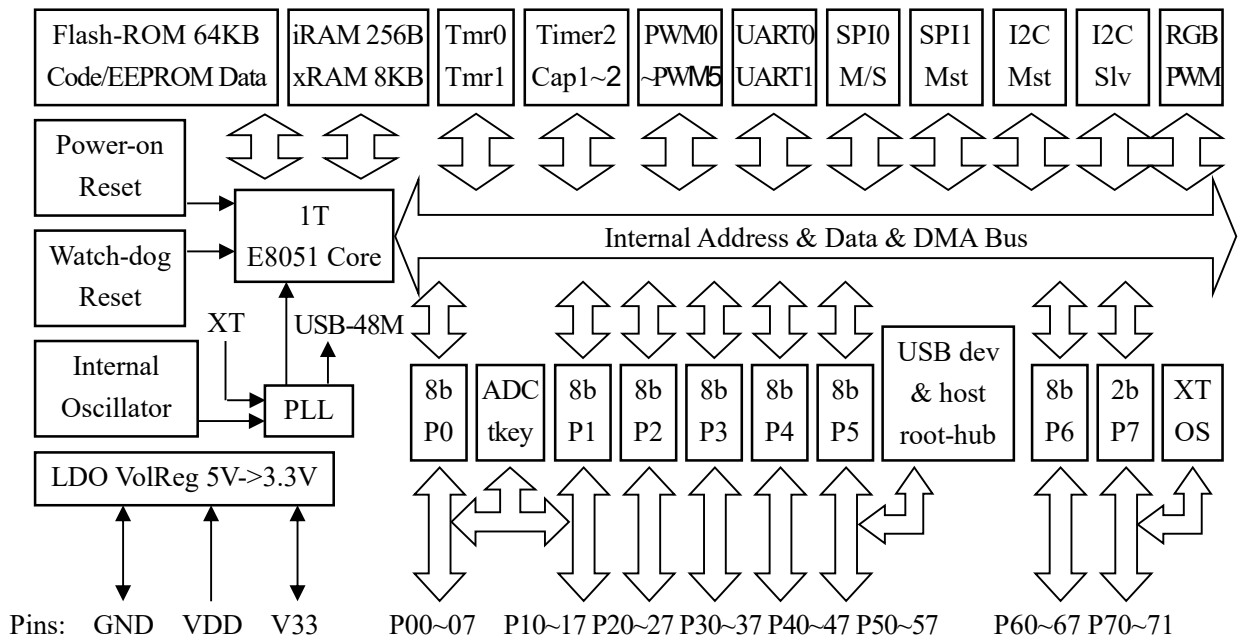 Flash-ROM 64KB
Code/EEPROM Data
iRAM 256B
xRAM 8KB
Tmr0
Tmr1
Timer2
Cap1~2
PWM0
~PWM5
UART0
UART1
SPI0
M/S
SPI1
Mst
I2C
Mst
I2C
Slv
RGB
PWM
Power-on
Reset
1T
E8051 Core
Internal Address & Data & DMA Bus
Watch-dog
Reset
XT
USB-48M
Internal
Oscillator
PLL
8b
P0
ADC
tkey
8b
P1
8b
P2
8b
P3
8b
P4
8b
P5
USB dev
& host
root-hub
8b
P6
2b
P7
XT
OS
LDO VolReg 5V->3.3V
Pins: GND VDD V33 P00~07 P10~17 P20~27 P30~37 P40~47 P50~57 P60~67 P70~71